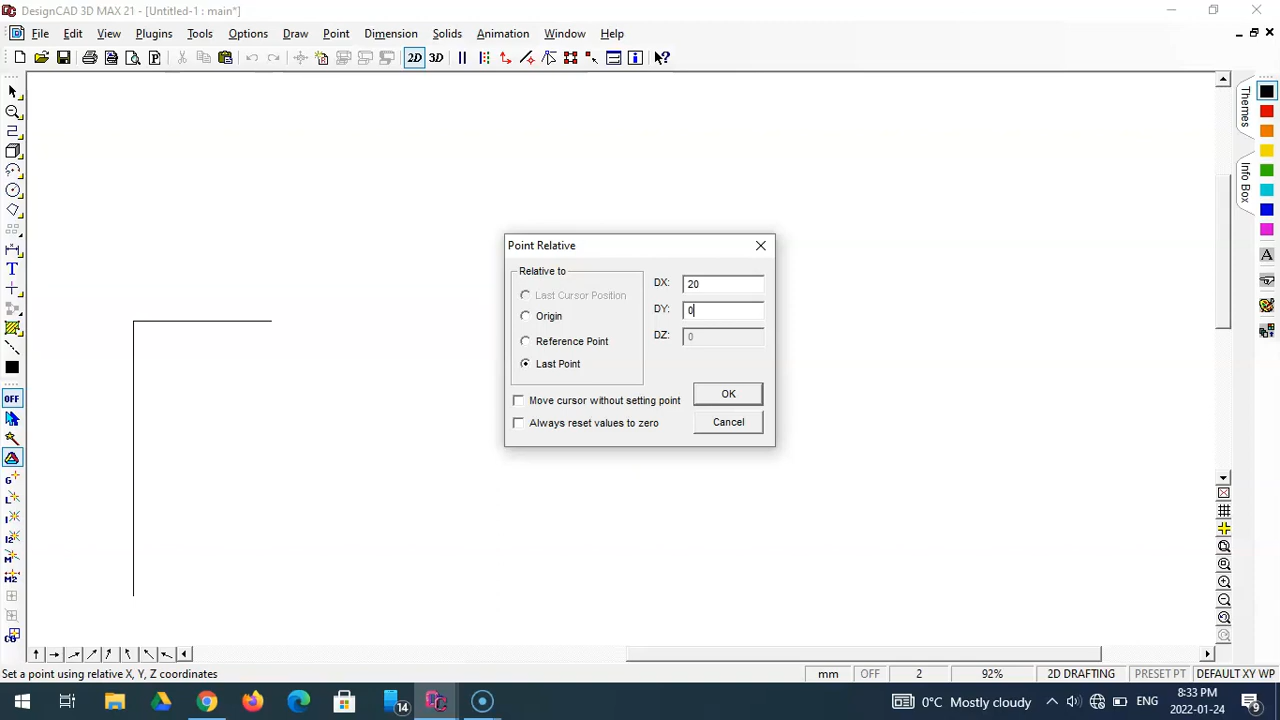 DesignCAD 3D MAX 21 - [Untitled-1 : main*]
File Edit View Plugins Tools Options Draw Point Dimension Solids Animation Window Help
2D 3D
Themes
Info Box
Point Relative
Relative to
Last Cursor Position
Origin
Reference Point
Last Point
DX: 20
DY: 0
DZ: 0
Move cursor without setting point
Always reset values to zero
OK
Cancel
OFF
Set a point using relative X, Y, Z coordinates
mm OFF 2 92% 2D DRAFTING PRESET PT DEFAULT XY WP
14
0°C Mostly cloudy
ENG
8:33 PM
2022-01-24
9